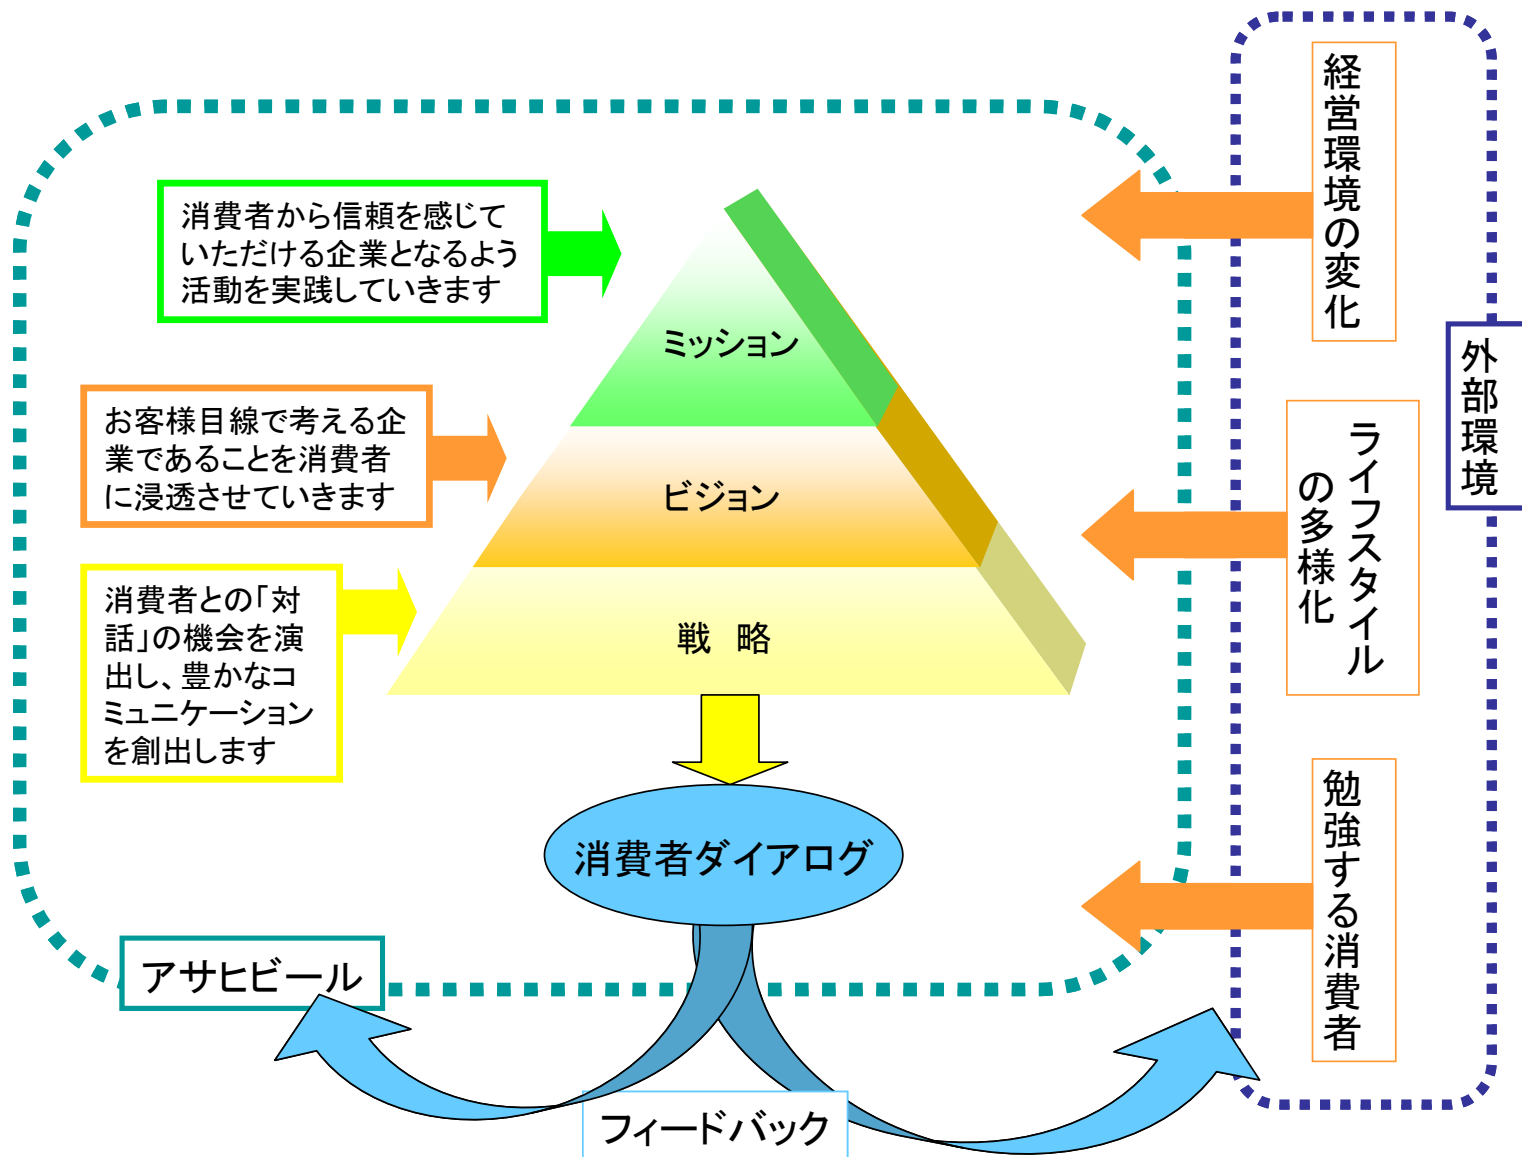 消費者から信頼を感じて
いただける企業となるよう
活動を実践していきます
ミッション
お客様目線で考える企
業であることを消費者
に浸透させていきます
ビジョン
消費者との「対
話」の機会を演
出し、豊かなコ
ミュニケーション
を創出します
戦　略
消費者ダイアログ
アサヒビール
フィードバック
経営環境の変化
ライフスタイル
の多様化
勉強する消費者
外部環境